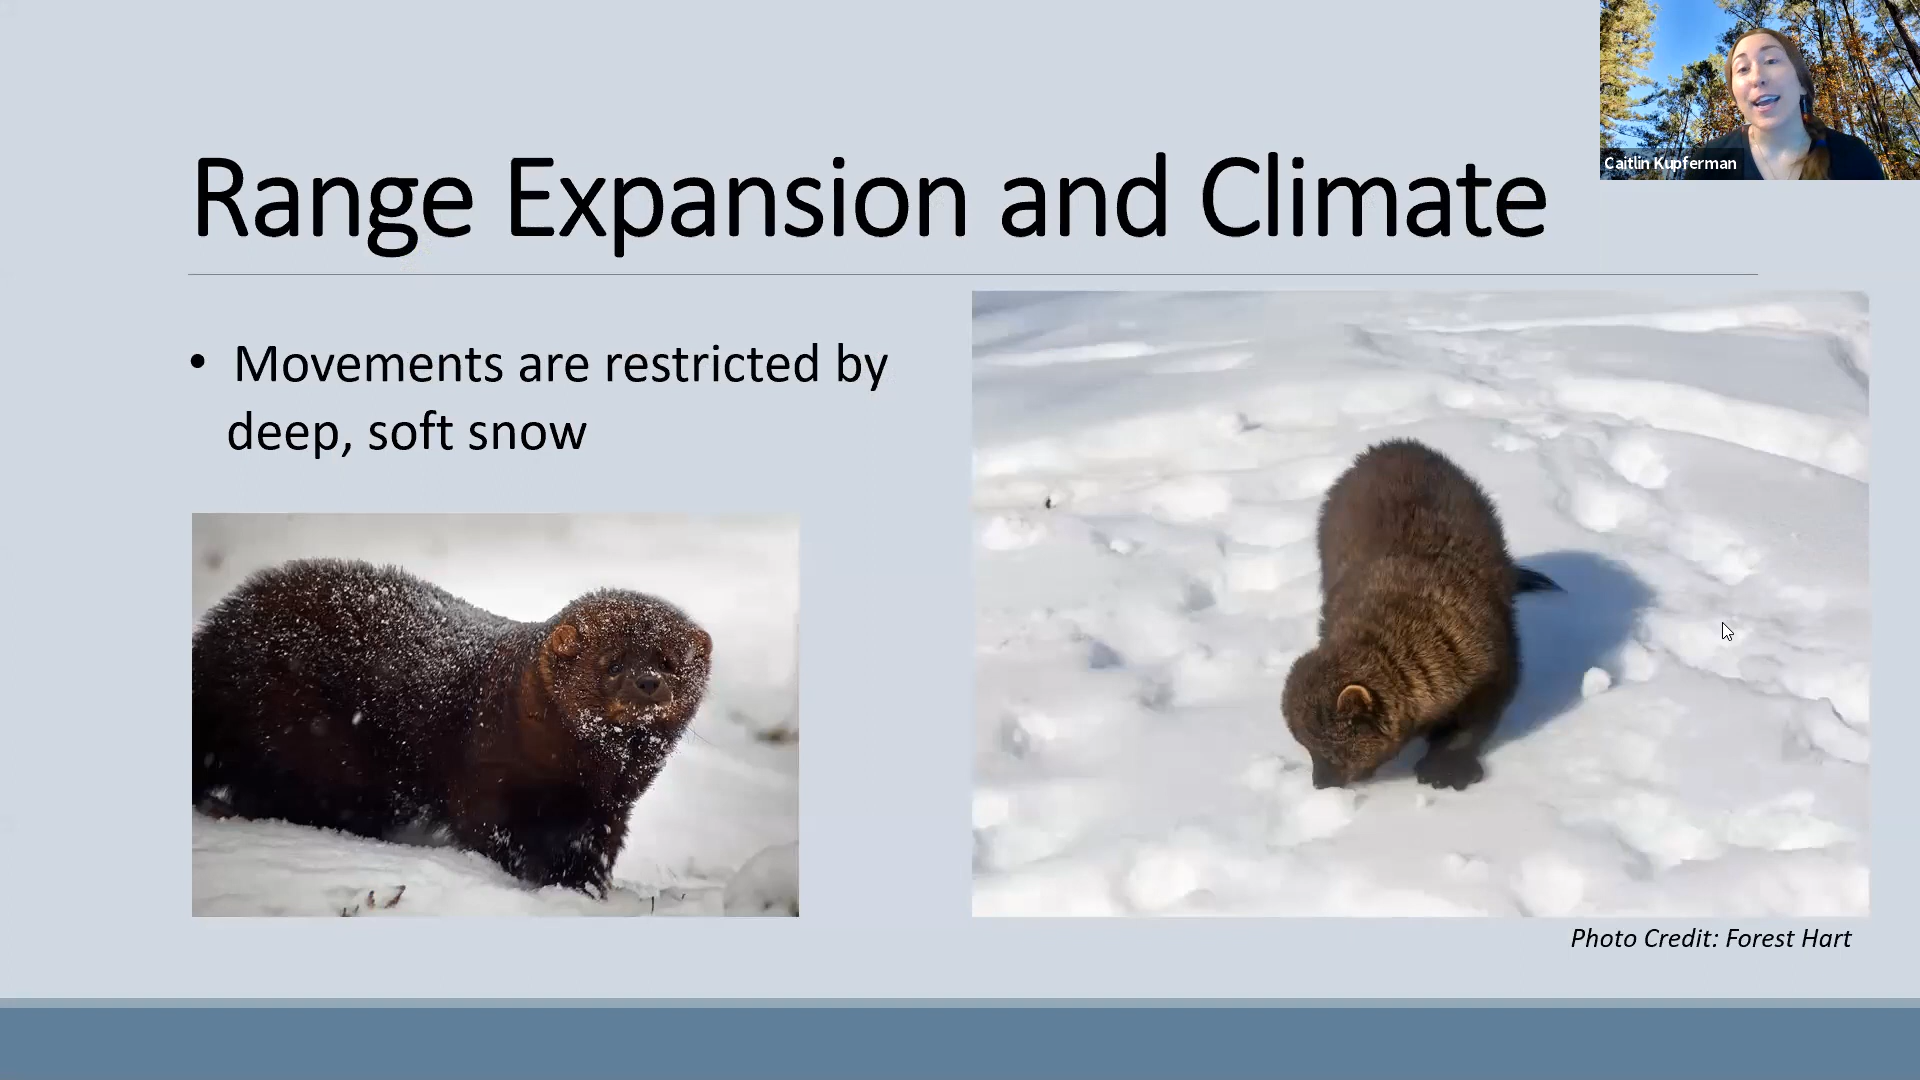 Caitlin Kupferman
Range Expansion and Climate
• Movements are restricted by
deep, soft snow
Photo Credit: Forest Hart